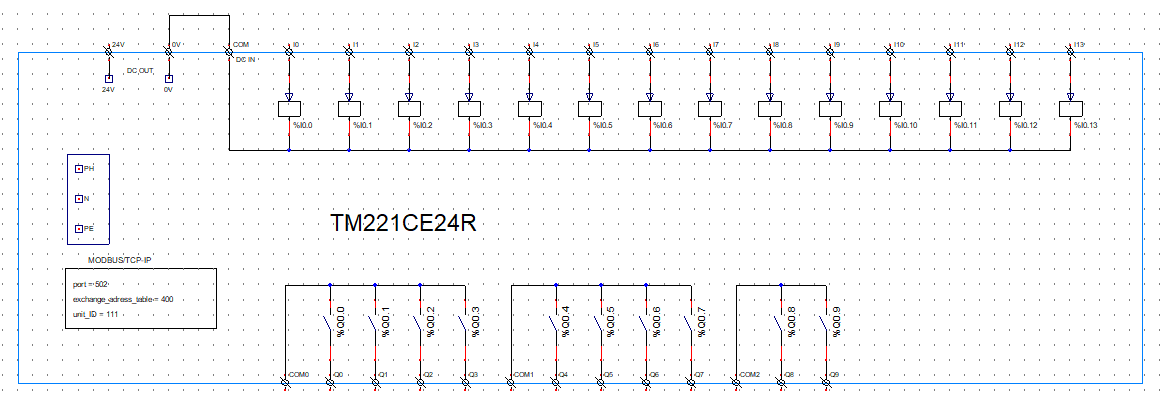 24V 0V COM I0 I1 I2 I3 I4 I5 I6 I7 I8 I9 I10 I11 I12 I13
DC IN
DC OUT
24V 0V
%I0.0 %I0.1 %I0.2 %I0.3 %I0.4 %I0.5 %I0.6 %I0.7 %I0.8 %I0.9 %I0.10 %I0.11 %I0.12 %I0.13
PH
N
PE
TM221CE24R
MODBUS/TCP-IP
port = 502
exchange_adress_table = 400
unit_ID = 111
%Q0.0 %Q0.1 %Q0.2 %Q0.3 %Q0.4 %Q0.5 %Q0.6 %Q0.7 %Q0.8 %Q0.9
COM0 Q0 Q1 Q2 Q3 COM1 Q4 Q5 Q6 Q7 COM2 Q8 Q9